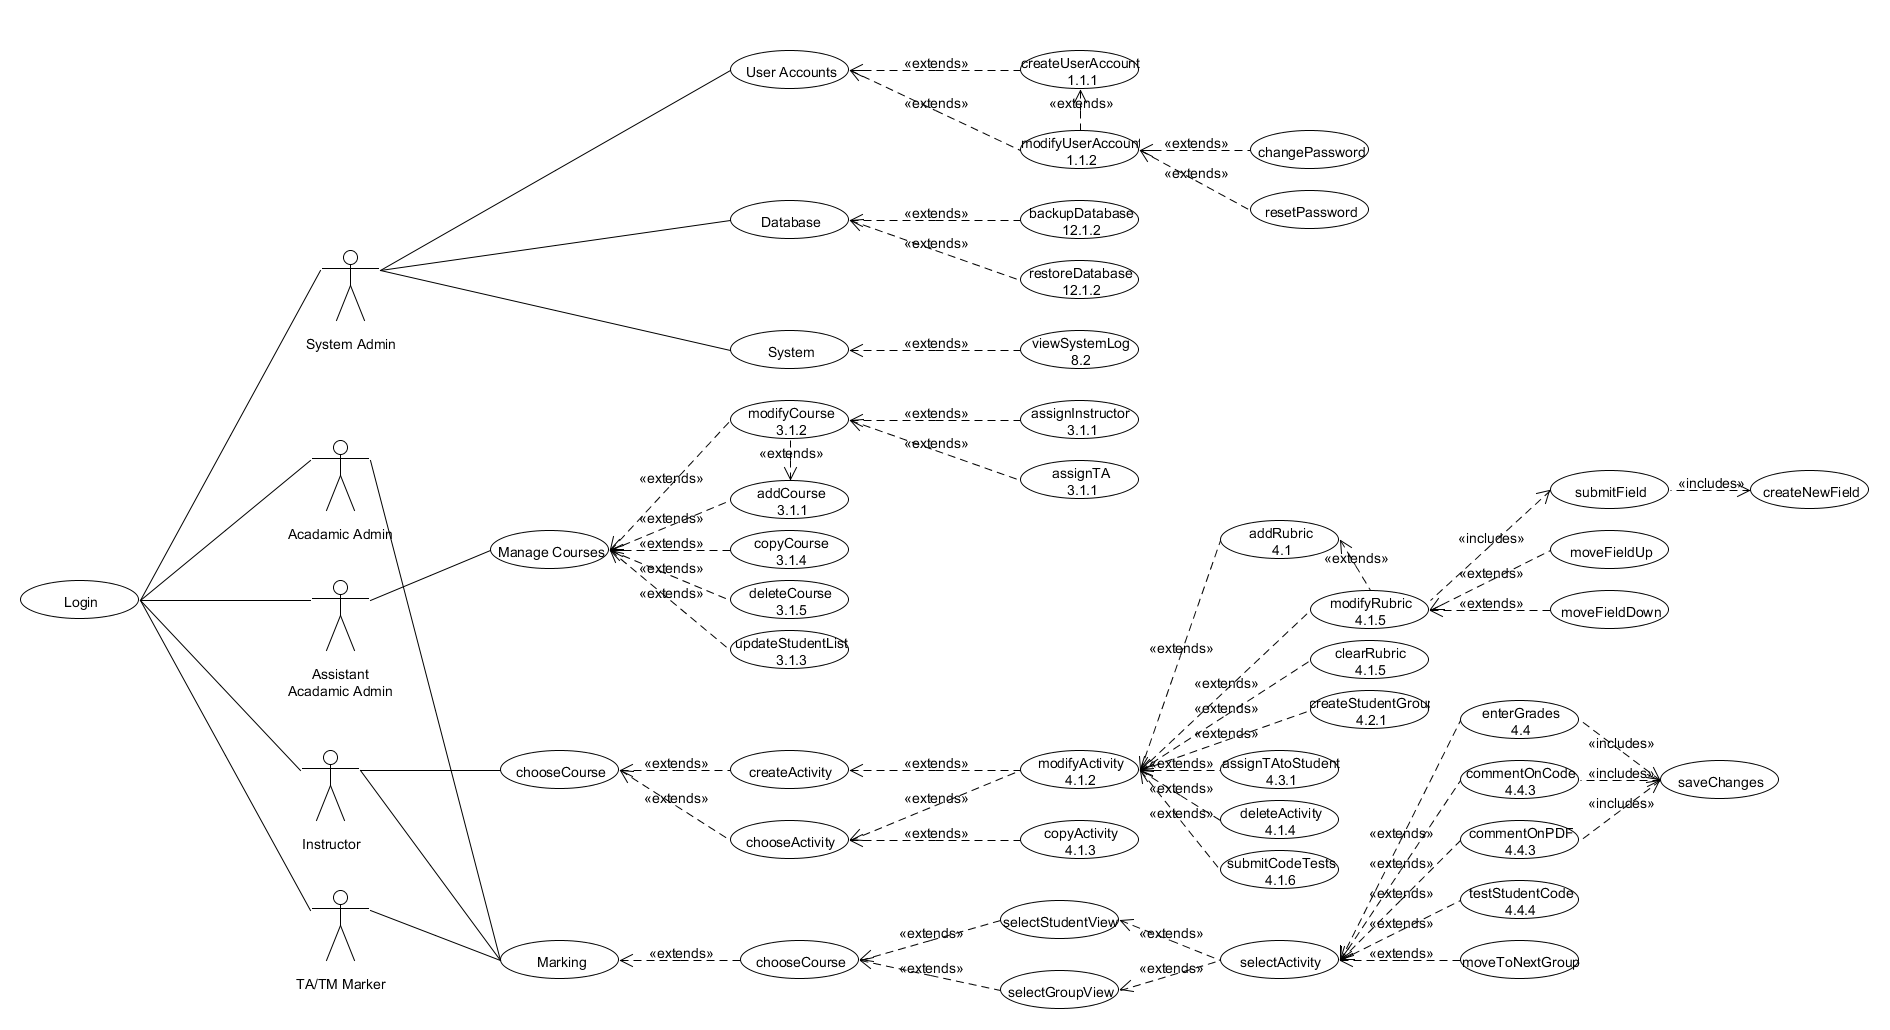 «extends»
createUserAccount
1.1.1
User Accounts
«extends»
«extends»
modifyUserAccount
1.1.2
«extends»
changePassword
«extends»
resetPassword
Database
«extends»
backupDatabase
12.1.2
«extends»
restoreDatabase
12.1.2
System Admin
System
«extends»
viewSystemLog
8.2
modifyCourse
3.1.2
«extends»
assignInstructor
3.1.1
«extends»
«extends»
assignTA
3.1.1
«extends»
addCourse
3.1.1
«extends»
copyCourse
3.1.4
«extends»
deleteCourse
3.1.5
«extends»
updateStudentList
3.1.3
«extends»
Manage Courses
Acadamic Admin
Login
Assistant
Acadamic Admin
submitField
«includes»
createNewField
addRubric
4.1
«extends»
«includes»
moveFieldUp
«extends»
modifyRubric
4.1.5
«extends»
moveFieldDown
«extends»
clearRubric
4.1.5
«extends»
createStudentGrou
4.2.1
«extends»
«extends»
chooseCourse
«extends»
createActivity
«extends»
modifyActivity
4.1.2
«extends»
assignTAtoStudent
4.3.1
«extends»
deleteActivity
4.1.4
«extends»
submitCodeTests
4.1.6
«extends»
«extends»
chooseActivity
«extends»
copyActivity
4.1.3
Instructor
enterGrades
4.4
«includes»
commentOnCode
4.4.3
«includes»
saveChanges
«includes»
commentOnPDF
4.4.3
«extends»
«extends»
testStudentCode
4.4.4
«extends»
«extends»
moveToNextGroup
«extends»
selectStudentView
«extends»
«extends»
Marking
«extends»
chooseCourse
selectActivity
«extends»
«extends»
selectGroupView
TA/TM Marker